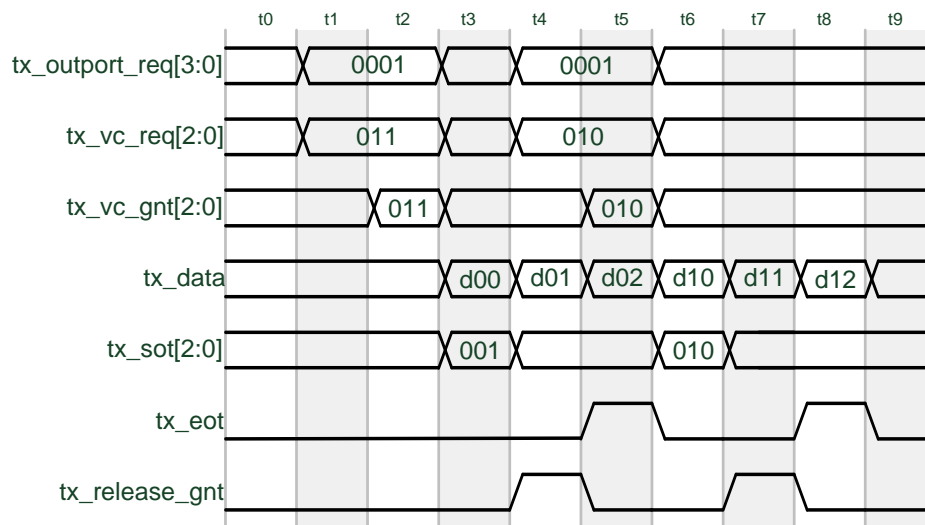 t0 t1 t2 t3 t4 t5 t6 t7 t8 t9
tx_outport_req[3:0] 0001 0001
tx_vc_req[2:0] 011 010
tx_vc_gnt[2:0] 011 010
tx_data d00 d01 d02 d10 d11 d12
tx_sot[2:0] 001 010
tx_eot
tx_release_gnt